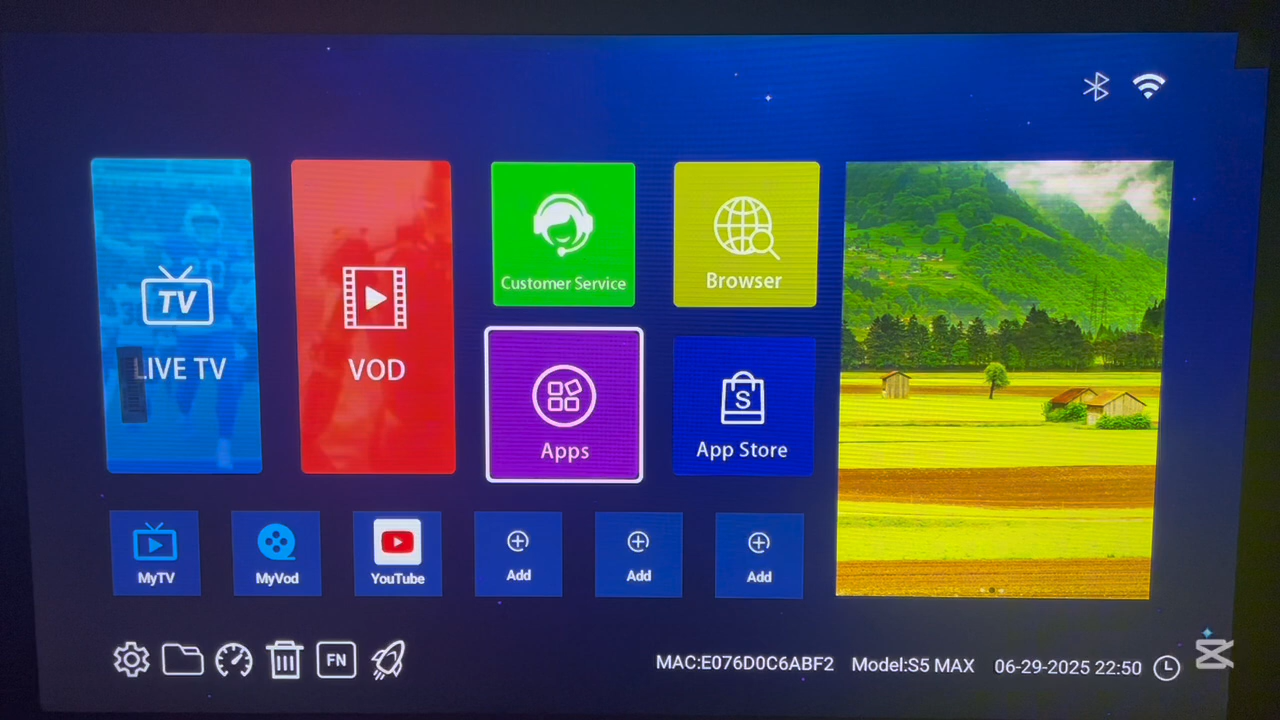 TV
LIVE TV
VOD
Customer Service
Browser
Apps
S
App Store
MyTV
MyVod
YouTube
Add
Add
Add
FN
MAC:E076D0C6ABF2 Model:S5 MAX 06-29-2025 22:50